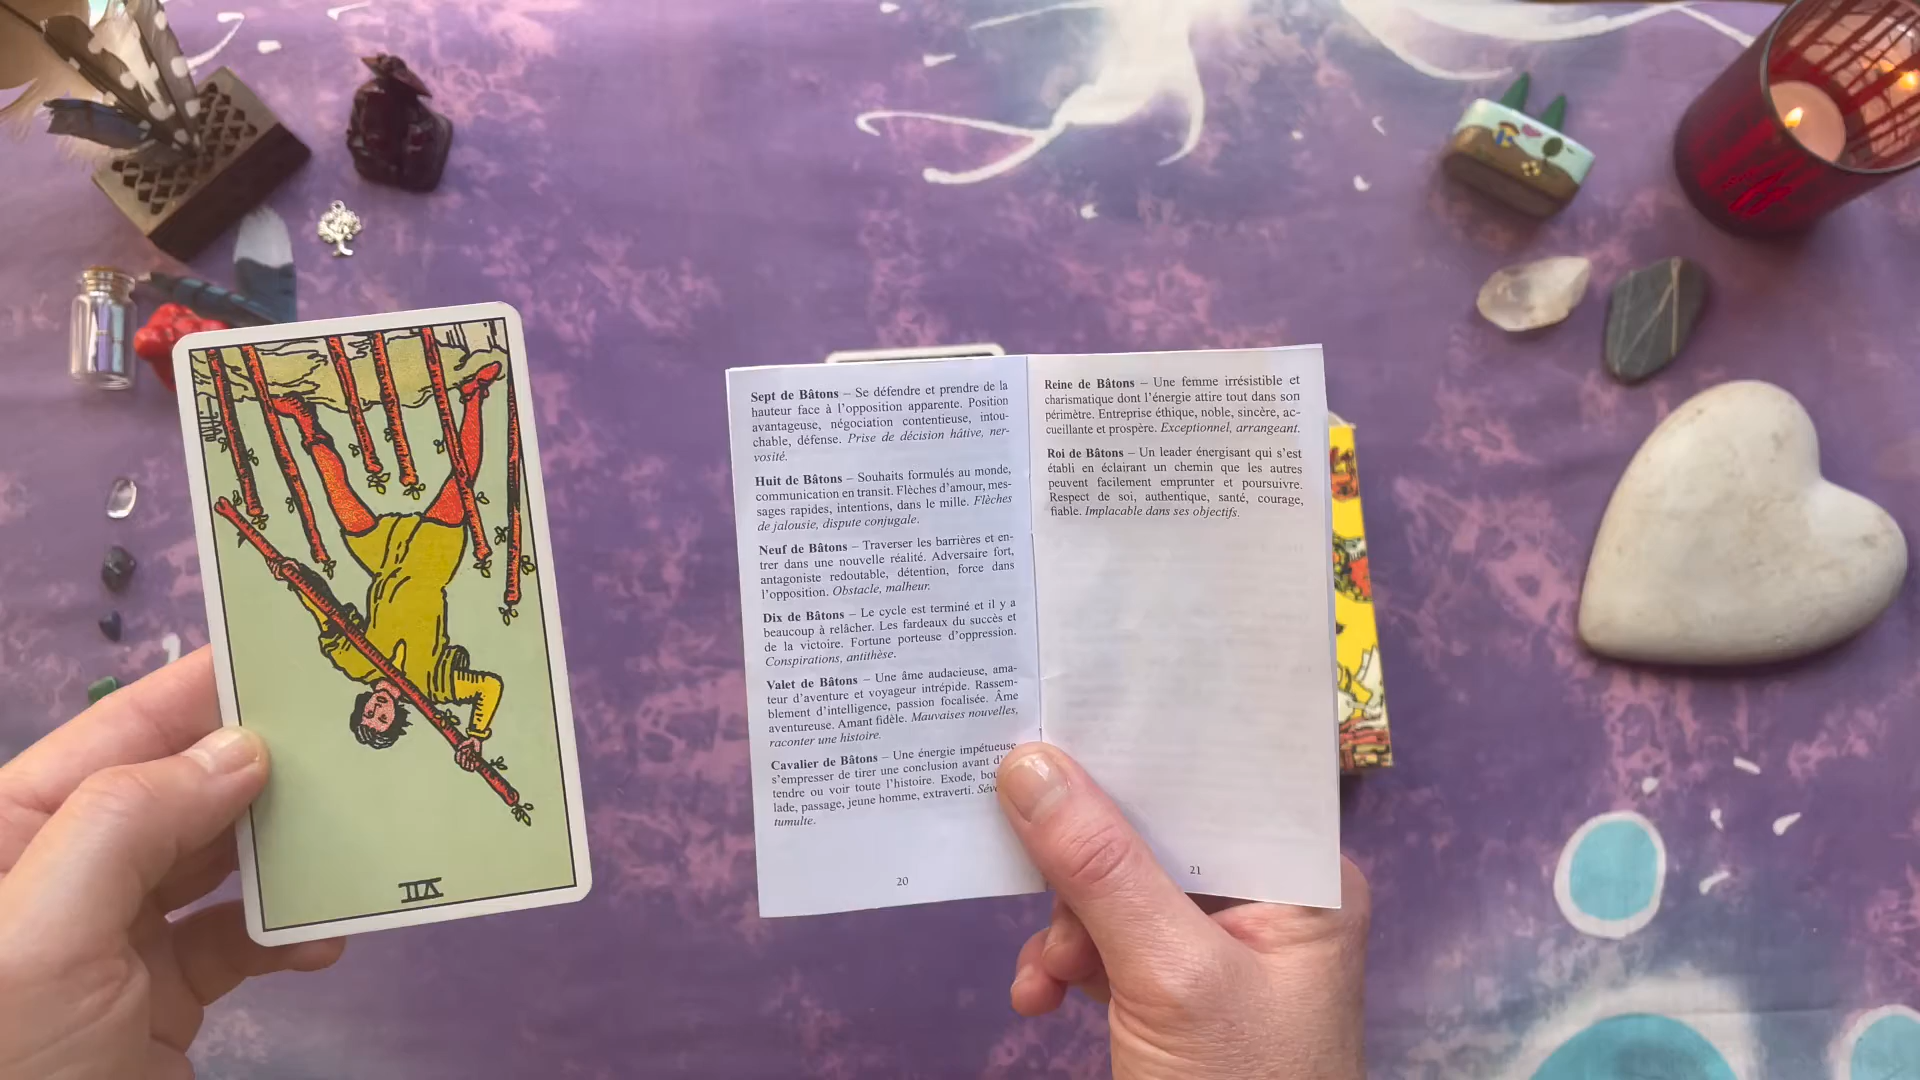 VII
Sept de Bâtons – Se défendre et prendre de la
hauteur face à l'opposition apparente. Position
avantageuse, négociation contentieuse, intou-
chable, défense. Prise de décision hâtive, ner-
vosité.
Huit de Bâtons – Souhaits formulés au monde,
communication en transit. Flèches d'amour, mes-
sages rapides, intentions, dans le mille. Flèches
de jalousie, dispute conjugale.
Neuf de Bâtons – Traverser les barrières et en-
trer dans une nouvelle réalité. Adversaire fort,
antagoniste redoutable, détention, force dans
l'opposition. Obstacle, malheur.
Dix de Bâtons – Le cycle est terminé et il y a
beaucoup à relâcher. Les fardeaux du succès et
de la victoire. Fortune porteuse d'oppression.
Conspirations, antithèse.
Valet de Bâtons – Une âme audacieuse, ama-
teur d'aventure et voyageur intrépide. Rassem-
blement d'intelligence, passion focalisée. Âme
aventureuse. Amant fidèle. Mauvaises nouvelles,
raconter une histoire.
Cavalier de Bâtons – Une énergie impétueuse
s'empresser de tirer une conclusion avant
tendre ou voir toute l'histoire. Exode,
lade, passage, jeune homme, extraverti.
tumulte.
20
Reine de Bâtons – Une femme irrésistible et
charismatique dont l'énergie attire tout dans son
périmètre. Entreprise éthique, noble, sincère, ac-
cueillante et prospère. Exceptionnel, arrangeant.
Roi de Bâtons – Un leader énergisant qui s'est
établi en éclairant un chemin que les autres
peuvent facilement emprunter et poursuivre.
Respect de soi, authentique, santé, courage,
fiable. Implacable dans ses objectifs.
21